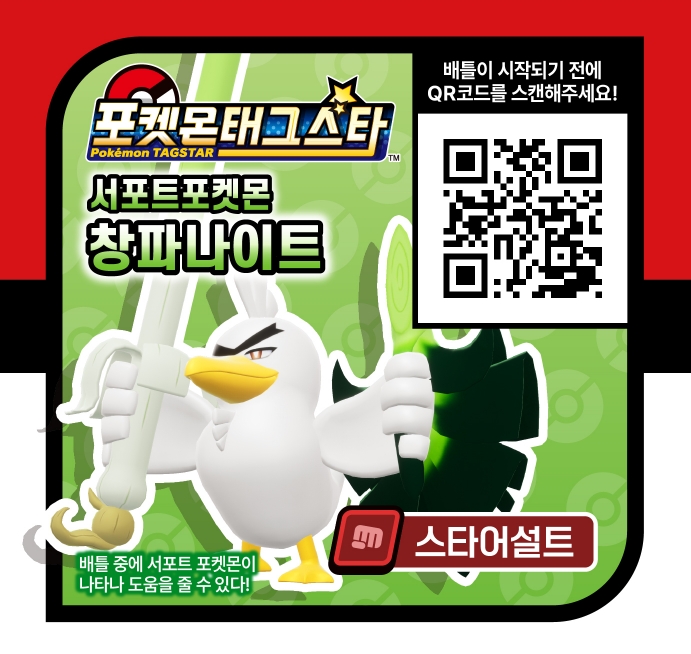 배틀이 시작되기 전에
QR코드를 스캔해주세요!
포켓몬태그스타
Pokémon TAGSTAR
TM
서포트포켓몬
창파나이트
스타어설트
배틀 중에 서포트 포켓몬이
나타나 도움을 줄 수 있다!